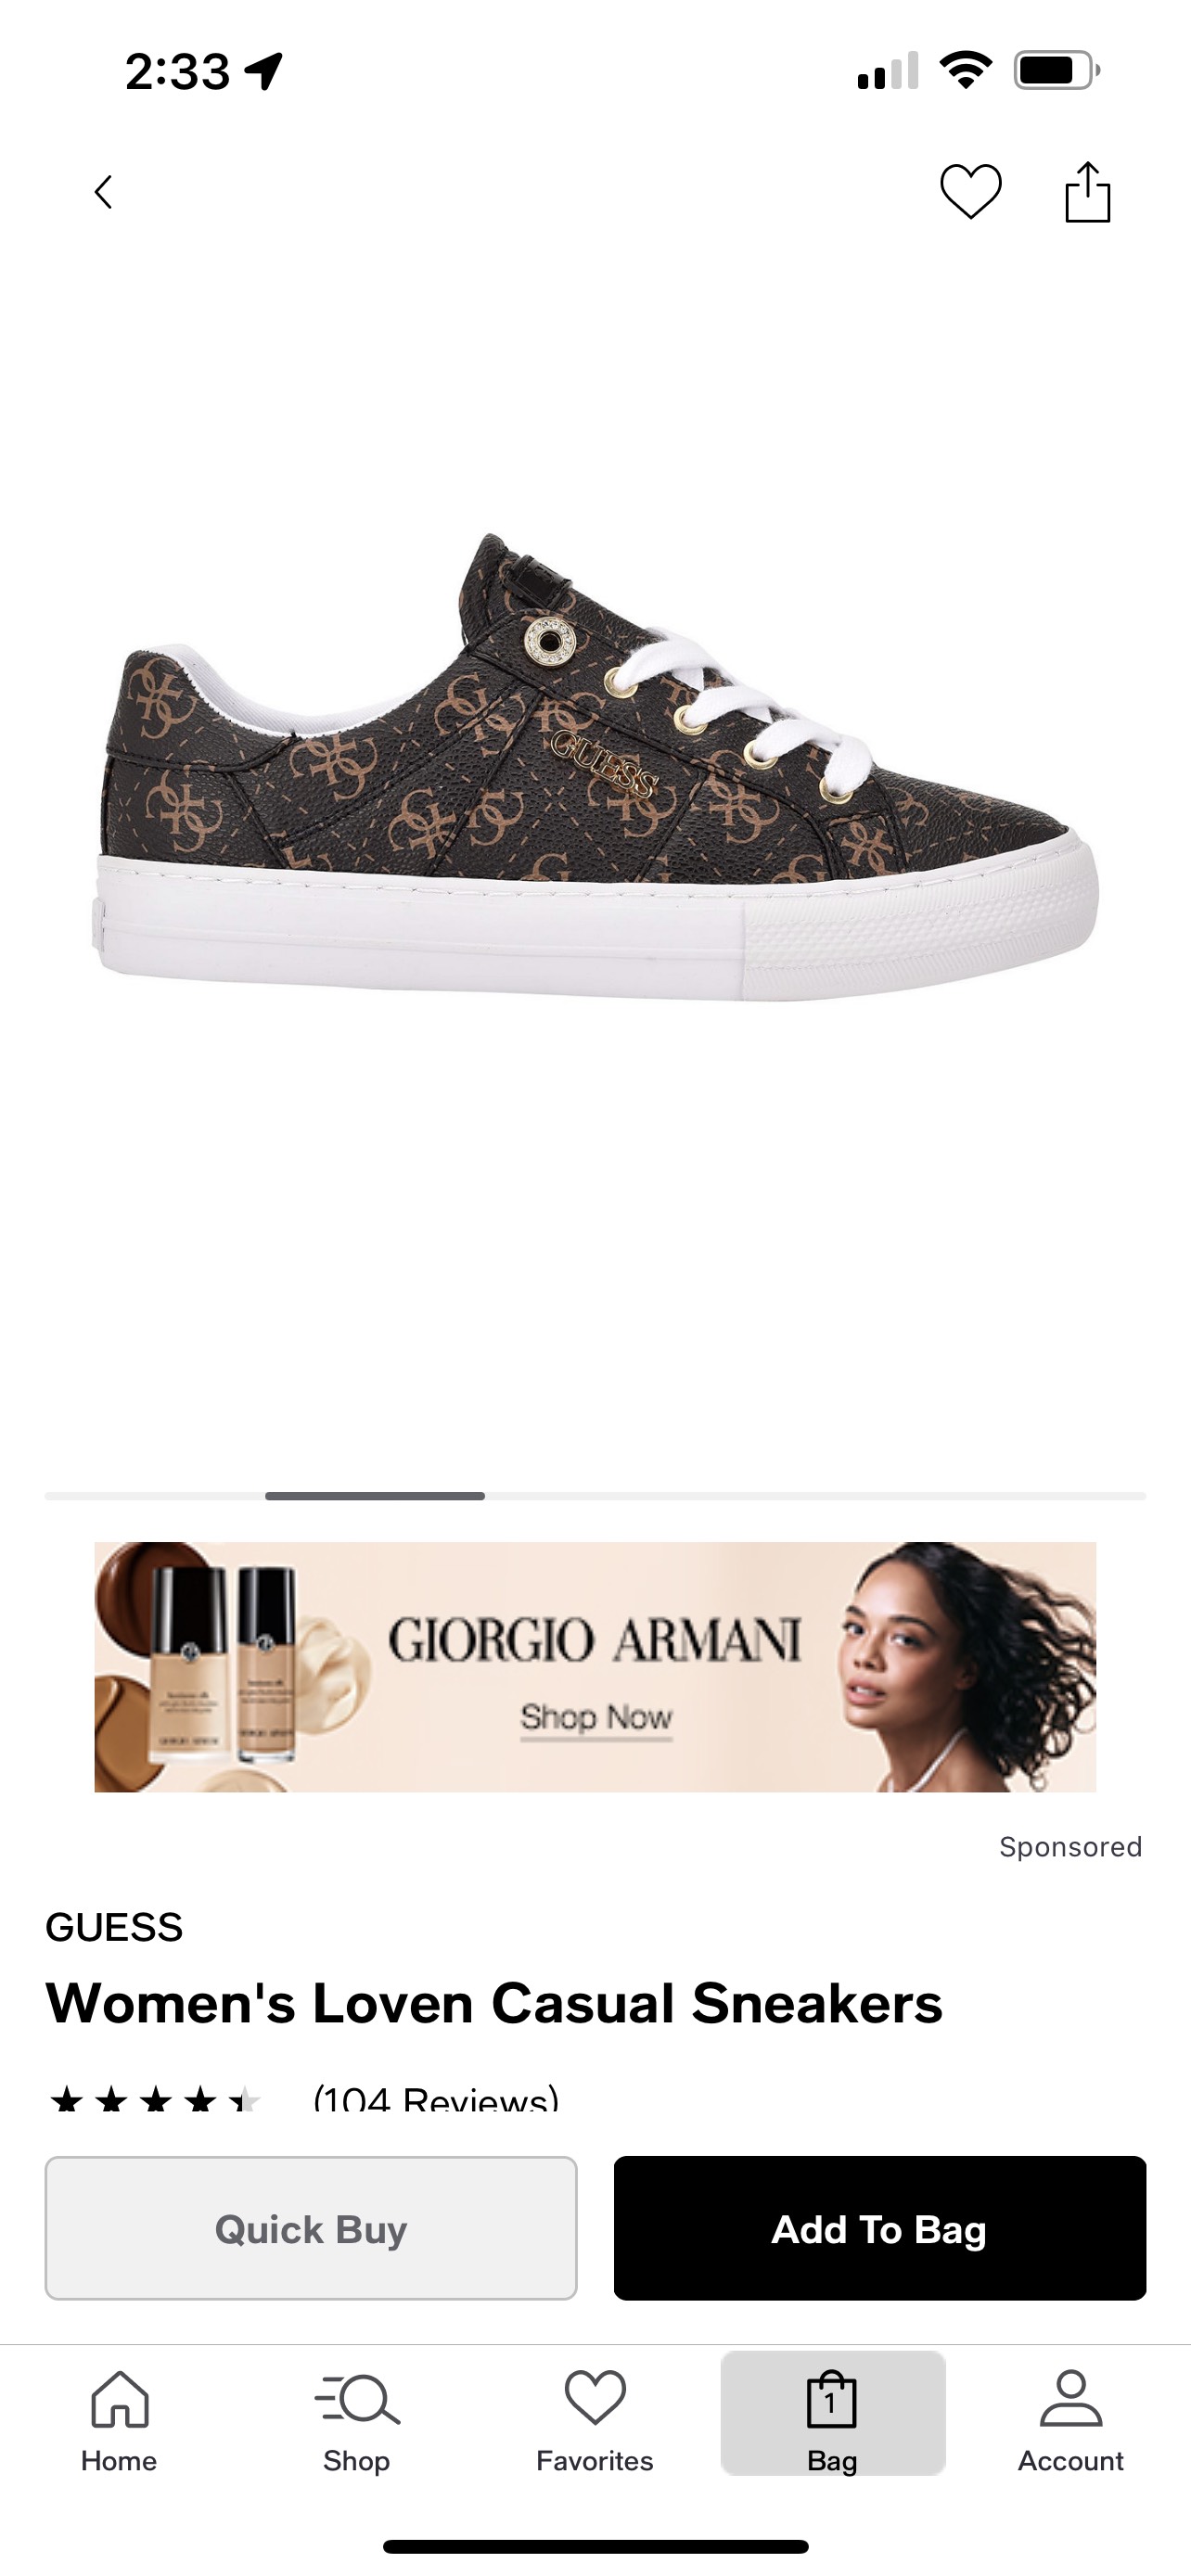 2:33
GUESS
GIORGIO ARMANI
Shop Now
Sponsored
GUESS
Women's Loven Casual Sneakers
(104 Reviews)
Quick Buy
Add To Bag
1
Home
Shop
Favorites
Bag
Account